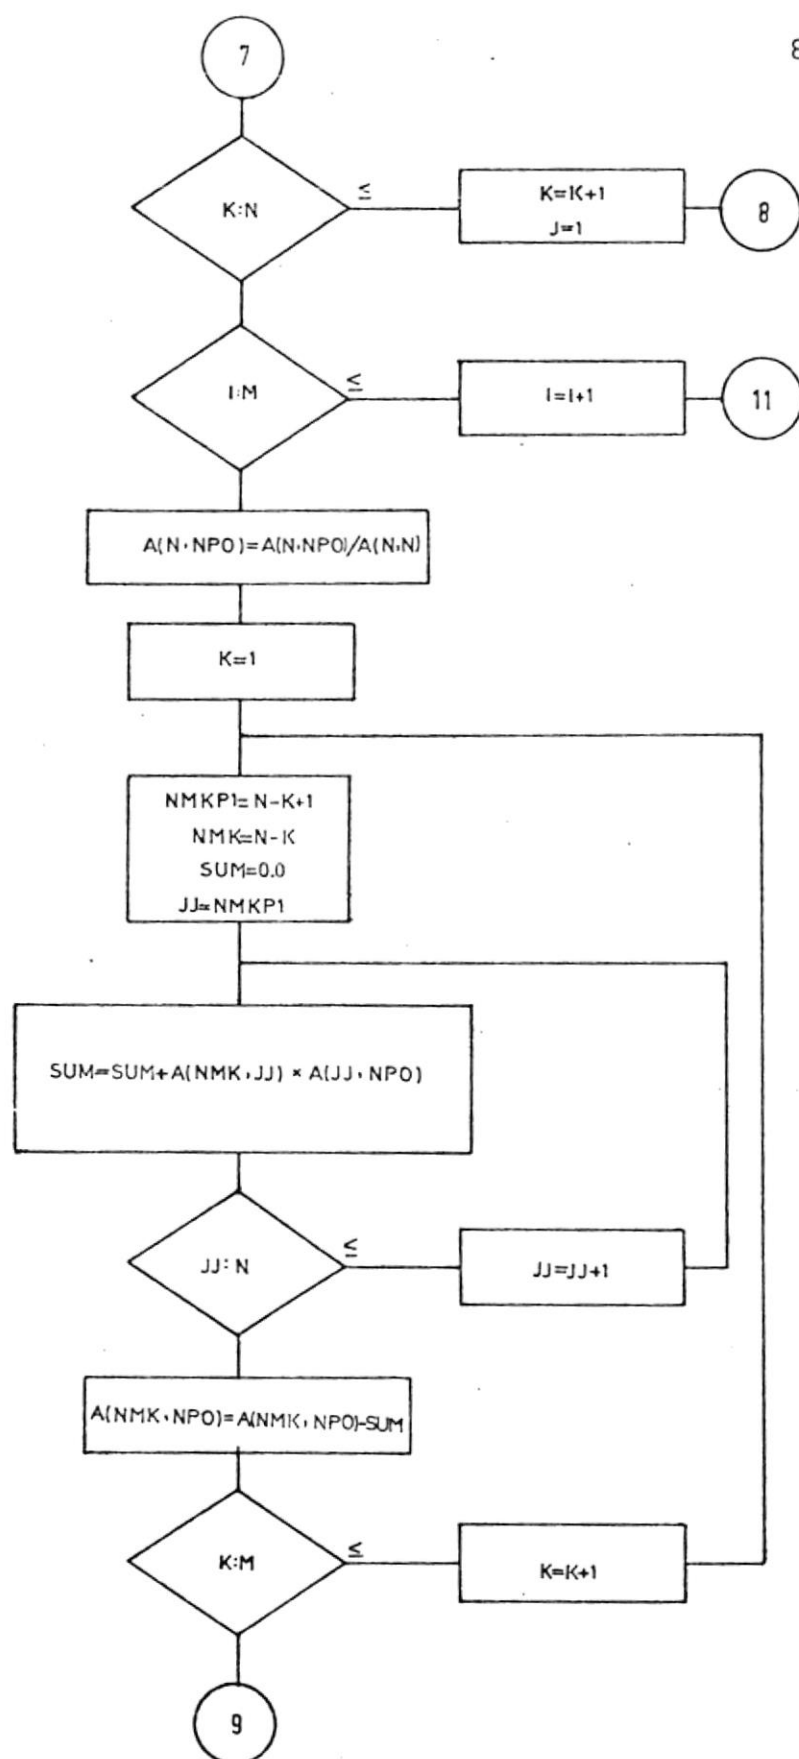 8
7
K:N
≤
K=K+1
J=1
8
I:M
≤
I=I+1
11
A(N,NPO)=A(N,NPO)/A(N,N)
K=1
NMKP1=N-K+1
NMK=N-K
SUM=0.0
JJ=NMKP1
SUM=SUM+A(NMK,JJ) × A(JJ,NPO)
JJ:N
≤
JJ=JJ+1
A(NMK,NPO)=A(NMK,NPO)-SUM
K:M
≤
K=K+1
9